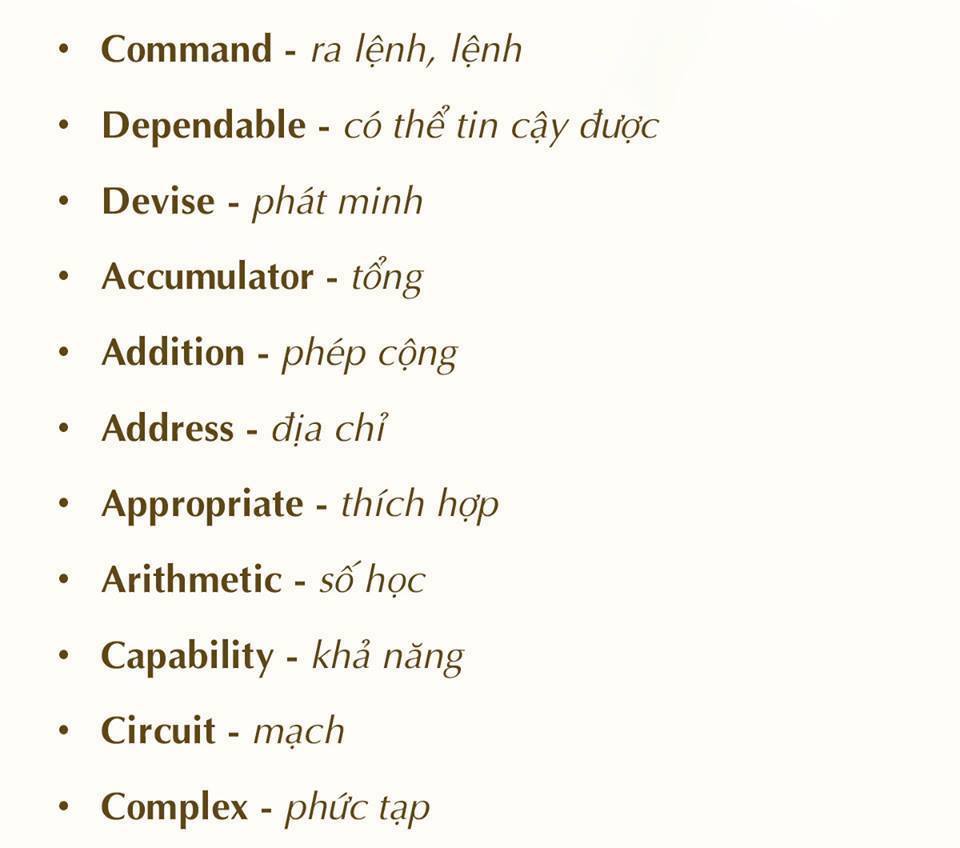 • Command - ra lệnh, lệnh
• Dependable - có thể tin cậy được
• Devise - phát minh
• Accumulator - tổng
• Addition - phép cộng
• Address - địa chỉ
• Appropriate - thích hợp
• Arithmetic - số học
• Capability - khả năng
• Circuit - mạch
• Complex - phức tạp